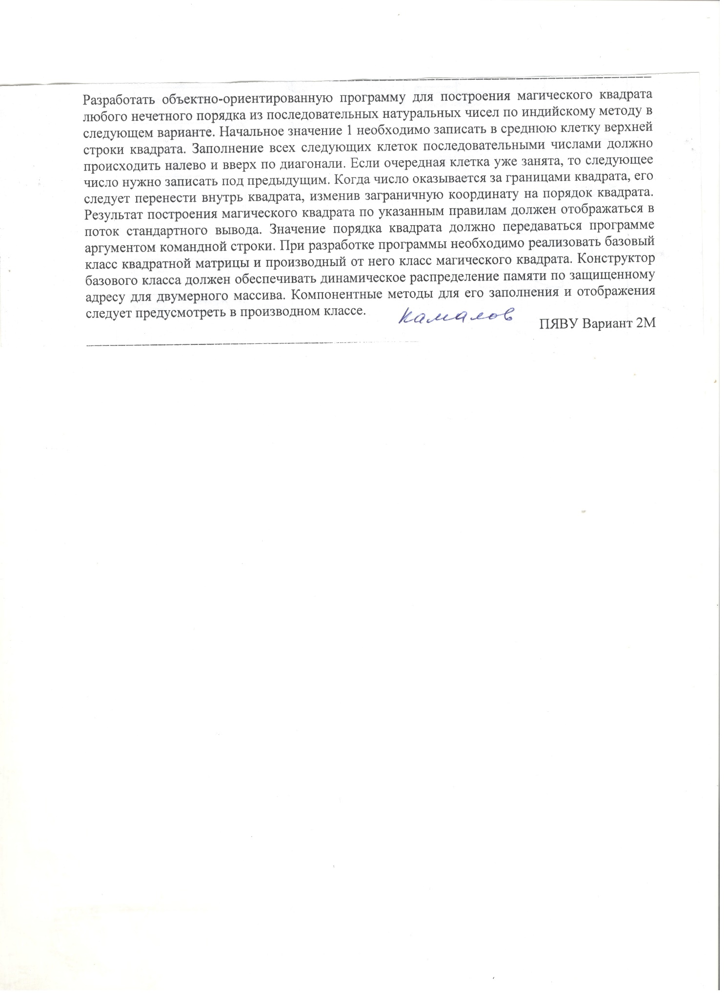 Разработать объектно-ориентированную программу для построения магического квадрата
любого нечетного порядка из последовательных натуральных чисел по индийскому методу в
следующем варианте. Начальное значение 1 необходимо записать в среднюю клетку верхней
строки квадрата. Заполнение всех следующих клеток последовательными числами должно
происходить налево и вверх по диагонали. Если очередная клетка уже занята, то следующее
число нужно записать под предыдущим. Когда число оказывается за границами квадрата, его
следует перенести внутрь квадрата, изменив заграничную координату на порядок квадрата.
Результат построения магического квадрата по указанным правилам должен отображаться в
поток стандартного вывода. Значение порядка квадрата должно передаваться программе
аргументом командной строки. При разработке программы необходимо реализовать базовый
класс квадратной матрицы и производный от него класс магического квадрата. Конструктор
базового класса должен обеспечивать динамическое распределение памяти по защищенному
адресу для двумерного массива. Компонентные методы для его заполнения и отображения
следует предусмотреть в производном классе.
Камалов
ПЯВУ Вариант 2М